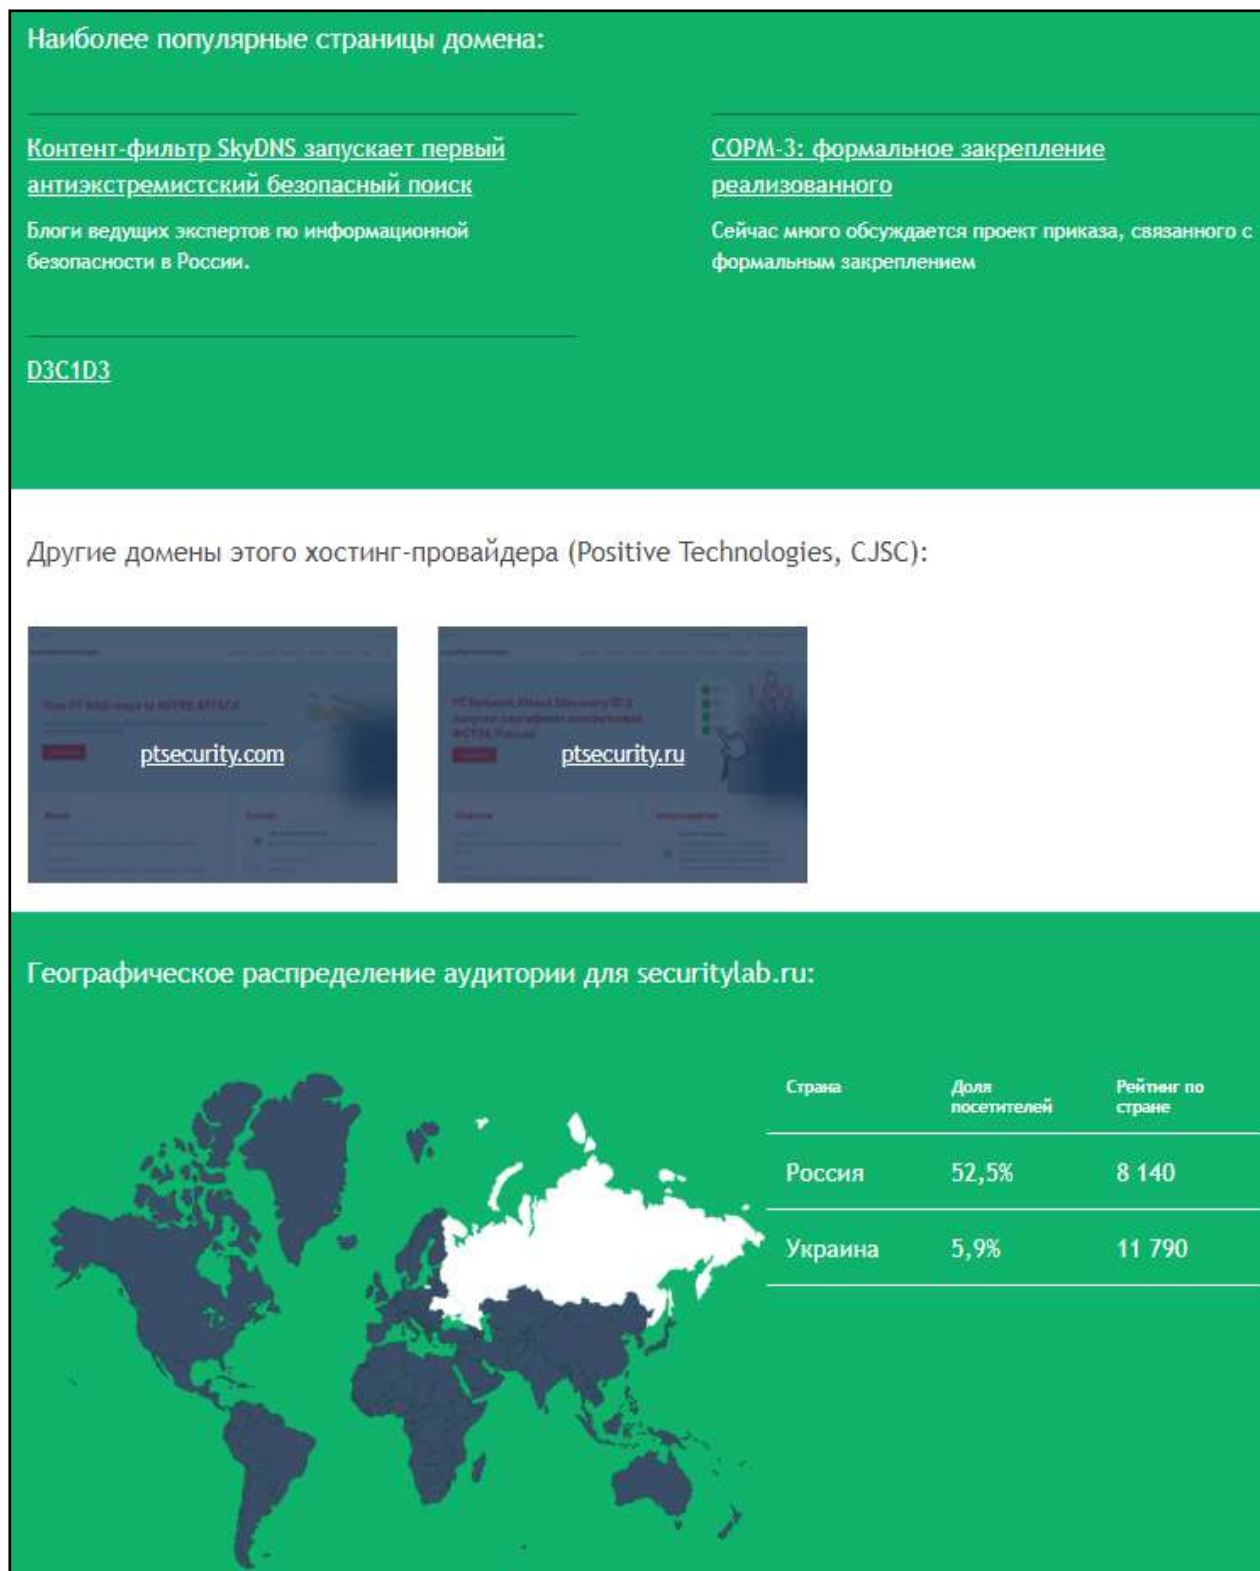 Наиболее популярные страницы домена:
Контент-фильтр SkyDNS запускает первый
антиэкстремистский безопасный поиск
Блоги ведущих экспертов по информационной
безопасности в России.
СОРМ-3: формальное закрепление
реализованного
Сейчас много обсуждается проект приказа, связанного с
формальным закреплением
D3C1D3
Другие домены этого хостинг-провайдера (Positive Technologies, CJSC):
ptsecurity.com
ptsecurity.ru
Географическое распределение аудитории для securitylab.ru:
Страна Доля посетителей Рейтинг по стране
Россия 52,5% 8 140
Украина 5,9% 11 790